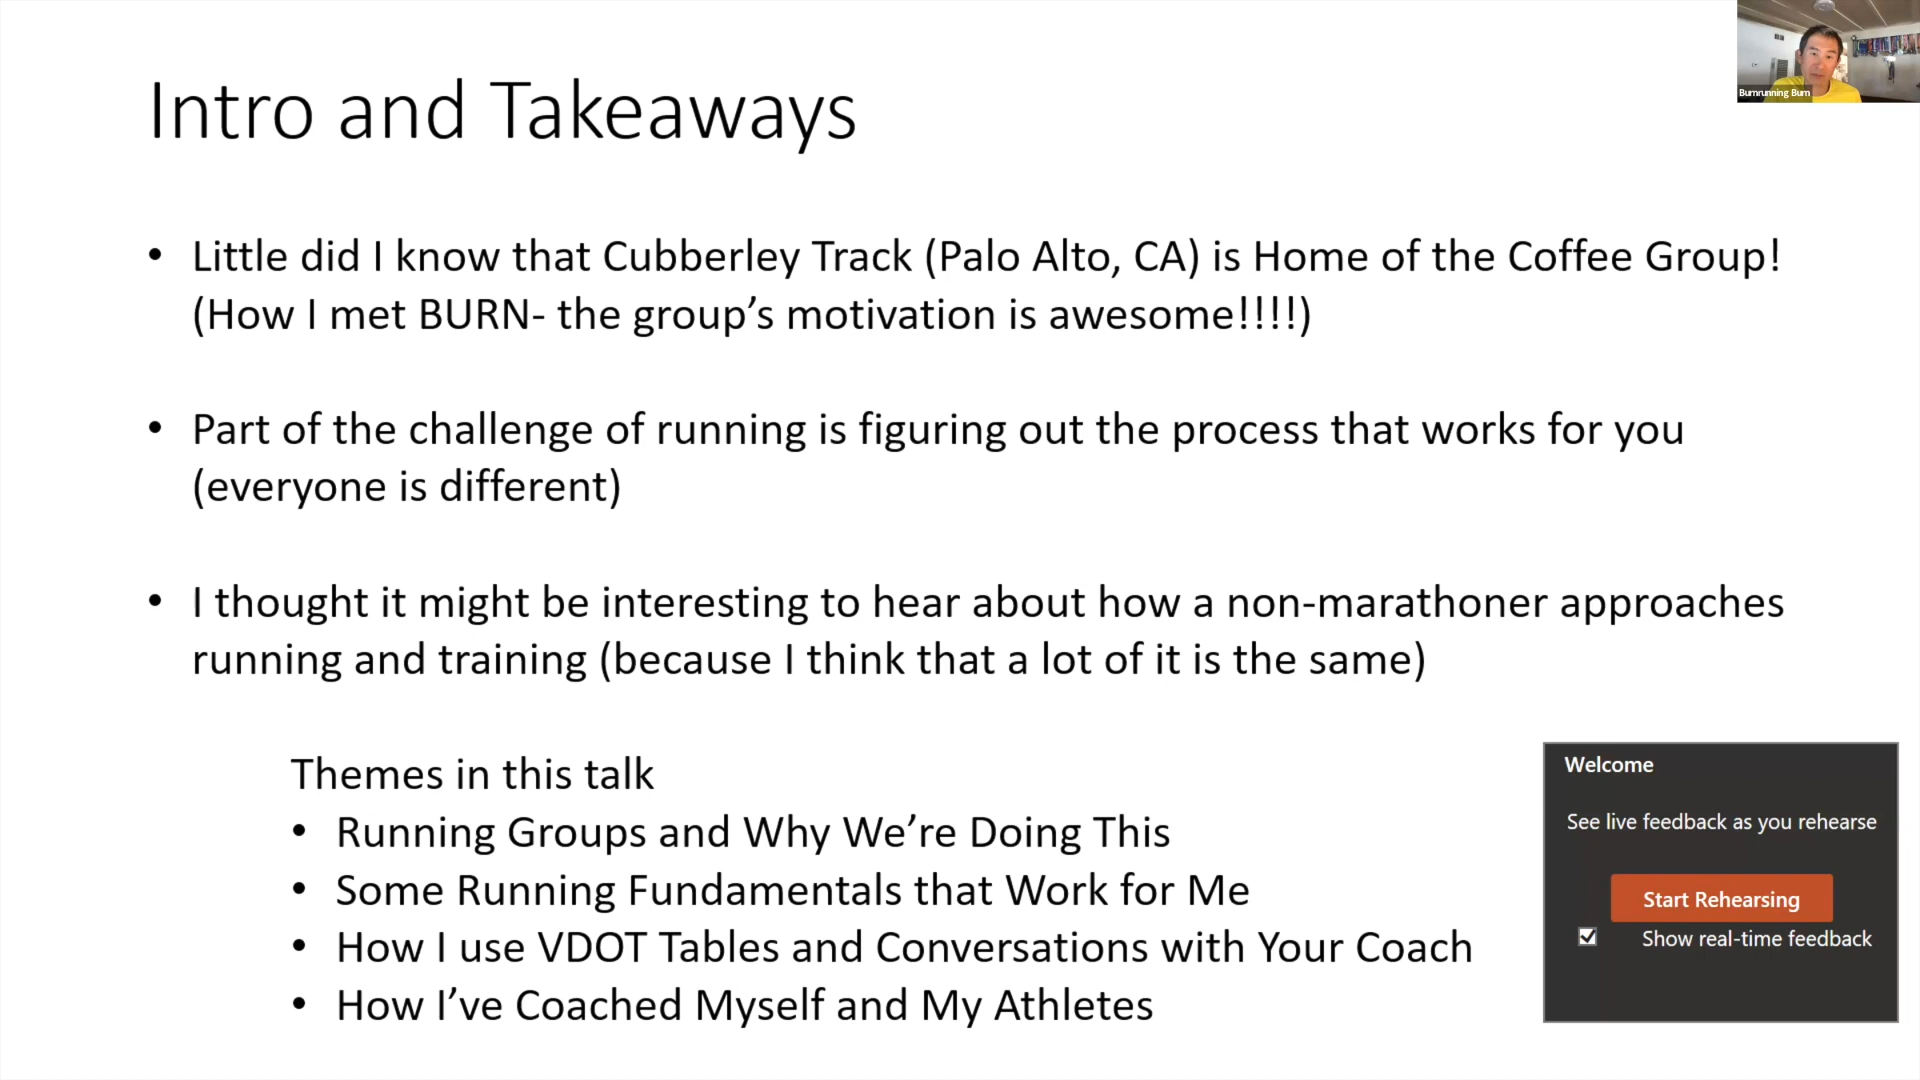 Intro and Takeaways
Burnrunning Burn
• Little did I know that Cubberley Track (Palo Alto, CA) is Home of the Coffee Group!
(How I met BURN- the group’s motivation is awesome!!!!)
• Part of the challenge of running is figuring out the process that works for you
(everyone is different)
• I thought it might be interesting to hear about how a non-marathoner approaches
running and training (because I think that a lot of it is the same)
Themes in this talk
• Running Groups and Why We’re Doing This
• Some Running Fundamentals that Work for Me
• How I use VDOT Tables and Conversations with Your Coach
• How I’ve Coached Myself and My Athletes
Welcome
See live feedback as you rehearse
Start Rehearsing
Show real-time feedback